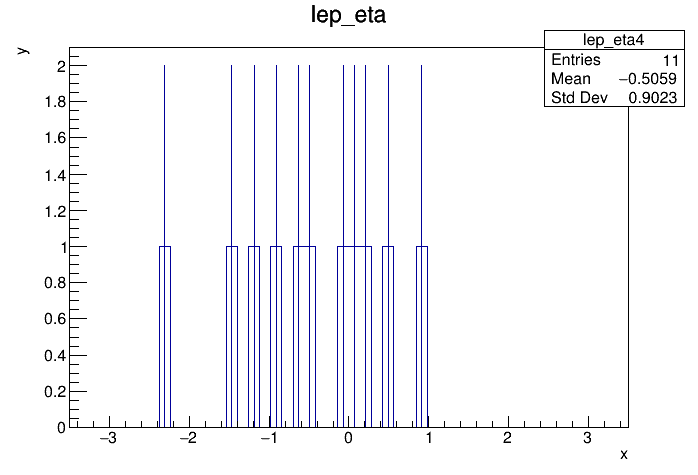 lep_eta
lep_eta4
Entries 11
Mean −0.5059
Std Dev 0.9023
y
2
1.8
1.6
1.4
1.2
1
0.8
0.6
0.4
0.2
0
−3 −2 −1 0 1 2 3
x